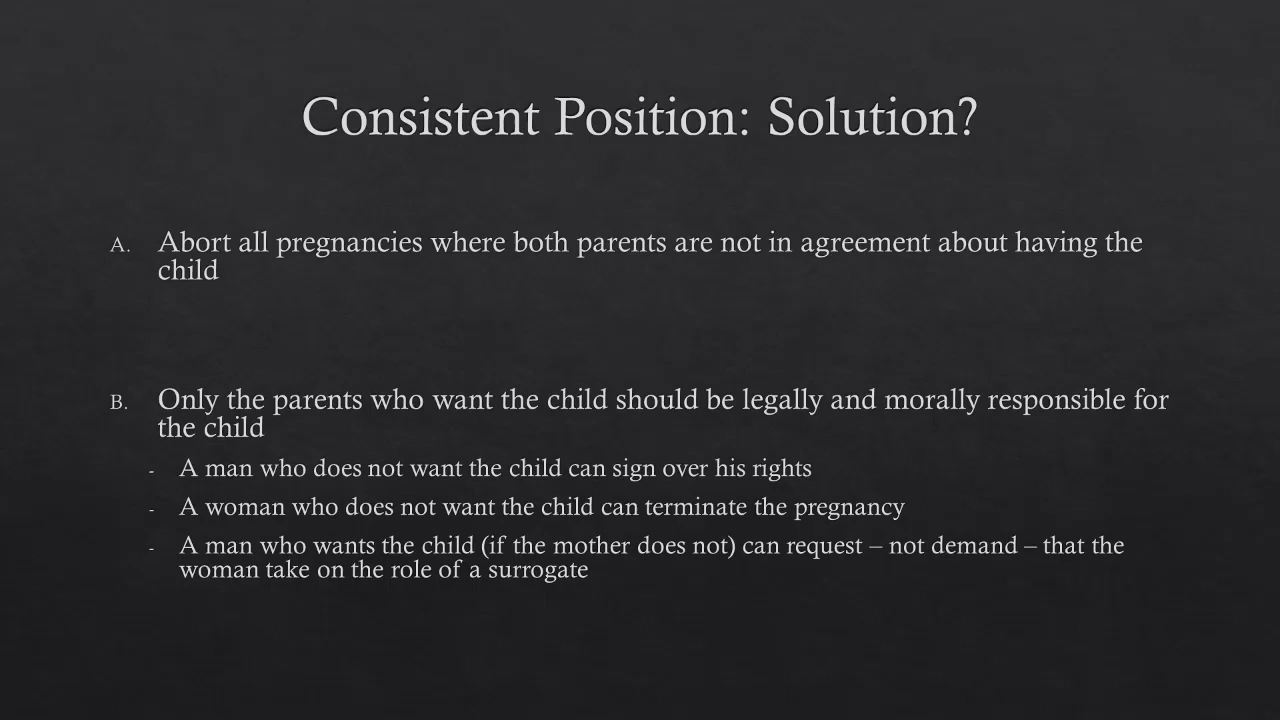 Consistent Position: Solution?
A. Abort all pregnancies where both parents are not in agreement about having the
child
B. Only the parents who want the child should be legally and morally responsible for
the child
- A man who does not want the child can sign over his rights
- A woman who does not want the child can terminate the pregnancy
- A man who wants the child (if the mother does not) can request – not demand – that the
woman take on the role of a surrogate